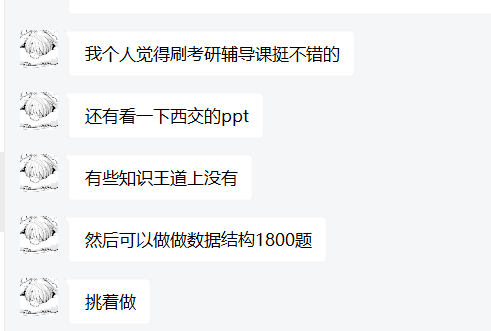 我个人觉得刷考研辅导课挺不错的
还有看一下西交的ppt
有些知识王道上没有
然后可以做做数据结构1800题
挑着做